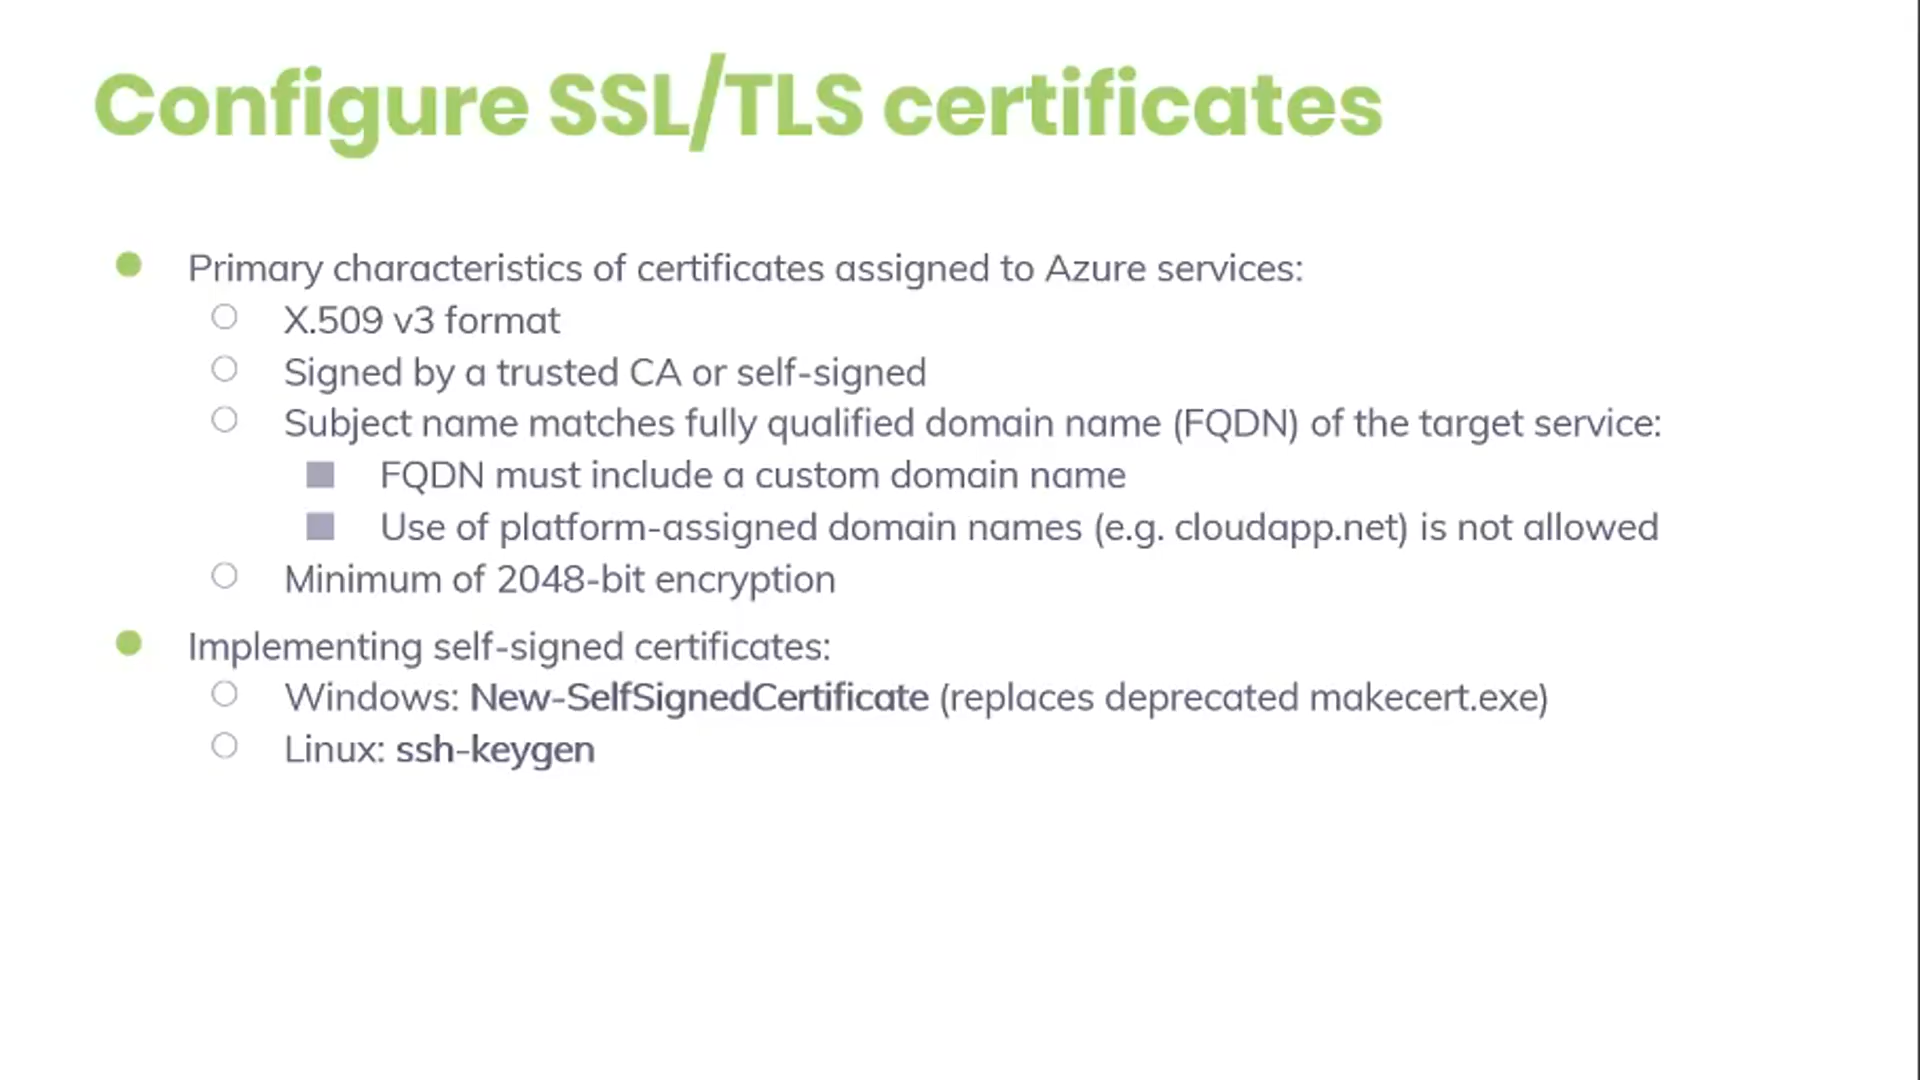 Configure SSL/TLS certificates
Primary characteristics of certificates assigned to Azure services:
X.509 v3 format
Signed by a trusted CA or self-signed
Subject name matches fully qualified domain name (FQDN) of the target service:
FQDN must include a custom domain name
Use of platform-assigned domain names (e.g. cloudapp.net) is not allowed
Minimum of 2048-bit encryption
Implementing self-signed certificates:
Windows: New-SelfSignedCertificate (replaces deprecated makecert.exe)
Linux: ssh-keygen